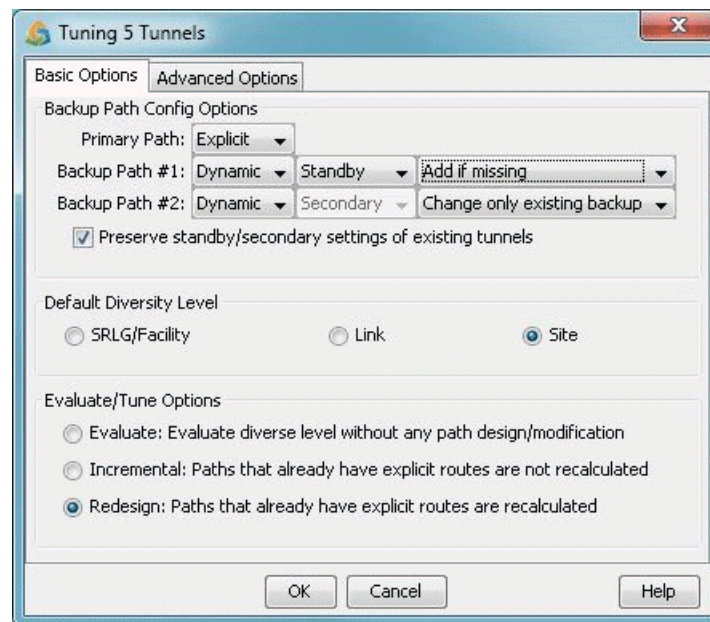 Tuning 5 Tunnels
Basic Options Advanced Options
Backup Path Config Options
Primary Path: Explicit
Backup Path #1: Dynamic Standby Add if missing
Backup Path #2: Dynamic Secondary Change only existing backup
Preserve standby/secondary settings of existing tunnels
Default Diversity Level
SRLG/Facility Link Site
Evaluate/Tune Options
Evaluate: Evaluate diverse level without any path design/modification
Incremental: Paths that already have explicit routes are not recalculated
Redesign: Paths that already have explicit routes are recalculated
OK Cancel Help